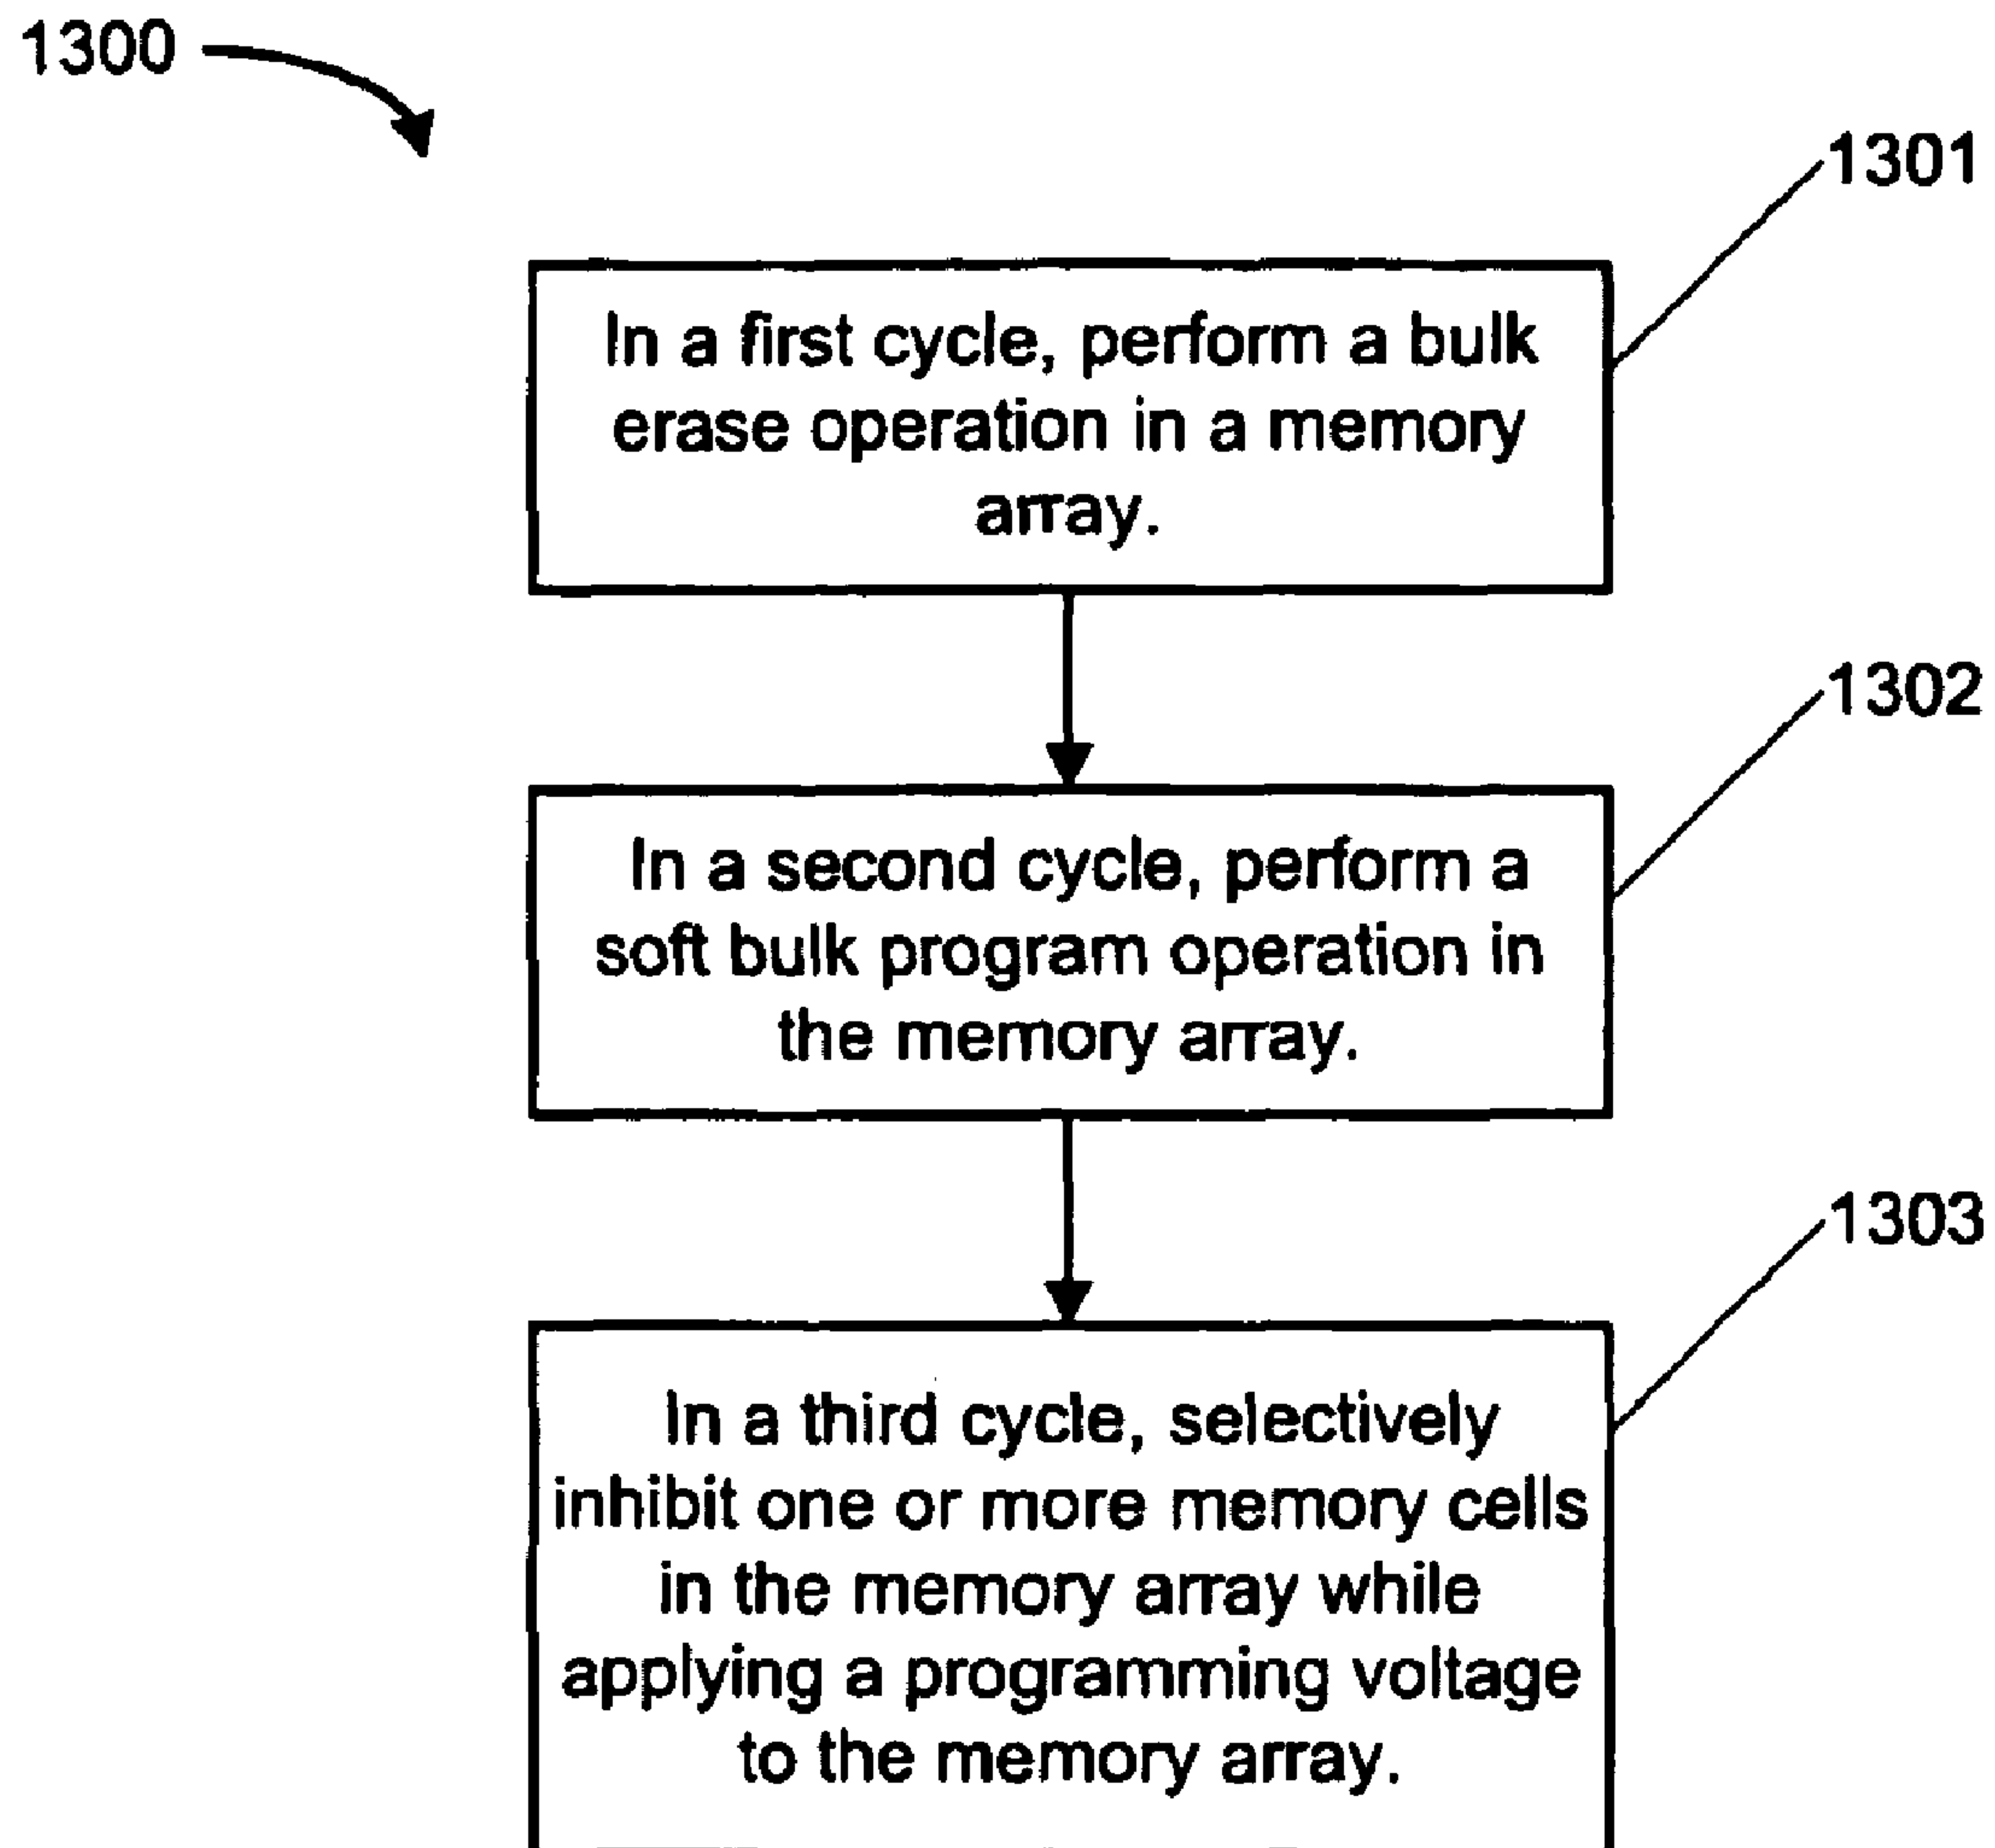 1300
1301
In a first cycle, perform a bulk
erase operation in a memory
array.
1302
In a second cycle, perform a
soft bulk program operation in
the memory array.
1303
In a third cycle, selectively
inhibit one or more memory cells
in the memory array while
applying a programming voltage
to the memory array.